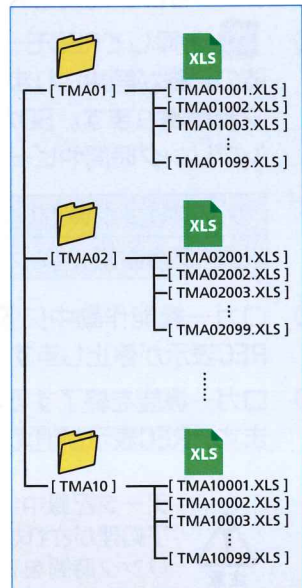 XLS
[ TMA01 ]
[ TMA01001.XLS ]
[ TMA01002.XLS ]
[ TMA01003.XLS ]
[ TMA01099.XLS ]
XLS
[ TMA02 ]
[ TMA02001.XLS ]
[ TMA02002.XLS ]
[ TMA02003.XLS ]
[ TMA02099.XLS ]
XLS
[ TMA10 ]
[ TMA10001.XLS ]
[ TMA10002.XLS ]
[ TMA10003.XLS ]
[ TMA10099.XLS ]